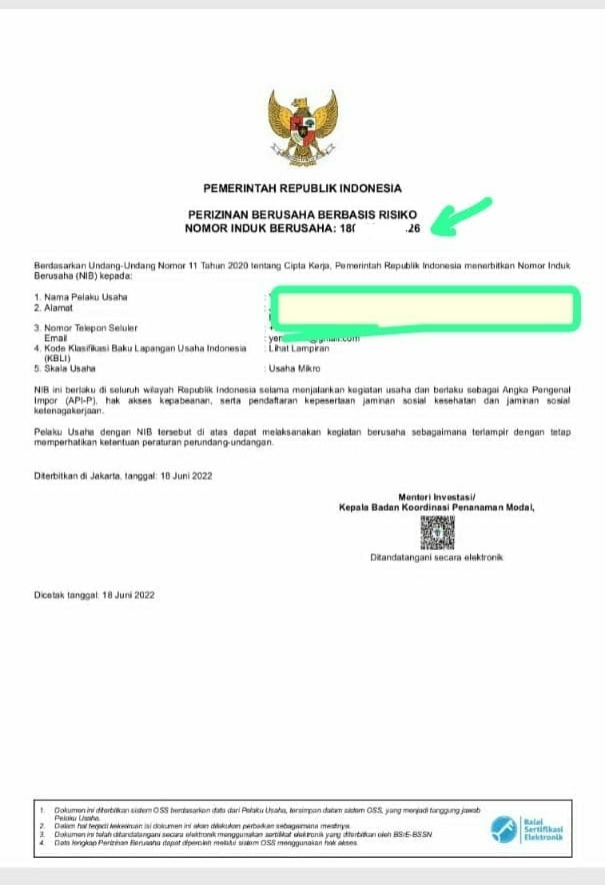 PEMERINTAH REPUBLIK INDONESIA
PERIZINAN BERUSAHA BERBASIS RISIKO
NOMOR INDUK BERUSAHA: 18 .26
Berdasarkan Undang-Undang Nomor 11 Tahun 2020 tentang Cipta Kerja, Pemerintah Republik Indonesia menerbitkan Nomor Induk
Berusaha (NIB) kepada:
1. Nama Pelaku Usaha :
2. Alamat :
3. Nomor Telepon Seluler :
Email : yer
4. Kode Klasifikasi Baku Lapangan Usaha Indonesia : Lihat Lampiran
(KBLI)
5. Skala Usaha : Usaha Mikro
NIB ini berlaku di seluruh wilayah Republik Indonesia selama menjalankan kegiatan usaha dan berlaku sebagai Angka Pengenal
Impor (API-P), hak akses kepabeanan, serta pendaftaran kepesertaan jaminan sosial kesehatan dan jaminan sosial
ketenagakerjaan.
Pelaku Usaha dengan NIB tersebut di atas dapat melaksanakan kegiatan berusaha sebagaimana terlampir dengan tetap
memperhatikan ketentuan peraturan perundang-undangan.
Diterbitkan di Jakarta, tanggal: 18 Juni 2022
Menteri Investasi/
Kepala Badan Koordinasi Penanaman Modal,
Ditandatangani secara elektronik
Dicetak tanggal: 18 Juni 2022
1. Dokumen ini diterbitkan sistem OSS berdasarkan data dari Pelaku Usaha, tersimpan dalam sistem OSS, yang menjadi tanggung jawab
Pelaku Usaha.
2. Dalam hal terjadi kekeliruan isi dokumen ini akan dilakukan perbaikan sebagaimana mestinya.
3. Dokumen ini telah ditandatangani secara elektronik menggunakan sertifikat elektronik yang diterbitkan oleh BSrE-BSSN.
4. Data lengkap Perizinan Berusaha dapat diperoleh melalui sistem OSS menggunakan hak akses.
Balai
Sertifikasi
Elektronik